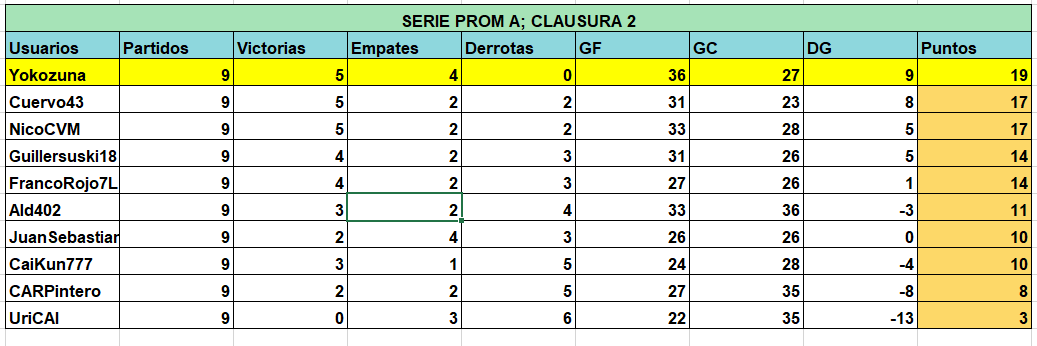 SERIE PROM A; CLAUSURA 2
Usuarios Partidos Victorias Empates Derrotas GF GC DG Puntos
Yokozuna 9 5 4 0 36 27 9 19
Cuervo43 9 5 2 2 31 23 8 17
NicoCVM 9 5 2 2 33 28 5 17
Guillersuski18 9 4 2 3 31 26 5 14
FrancoRojo7L 9 4 2 3 27 26 1 14
Ald402 9 3 2 4 33 36 -3 11
JuanSebastian 9 2 4 3 26 26 0 10
CaiKun777 9 3 1 5 24 28 -4 10
CARPintero 9 2 2 5 27 35 -8 8
UriCAI 9 0 3 6 22 35 -13 3